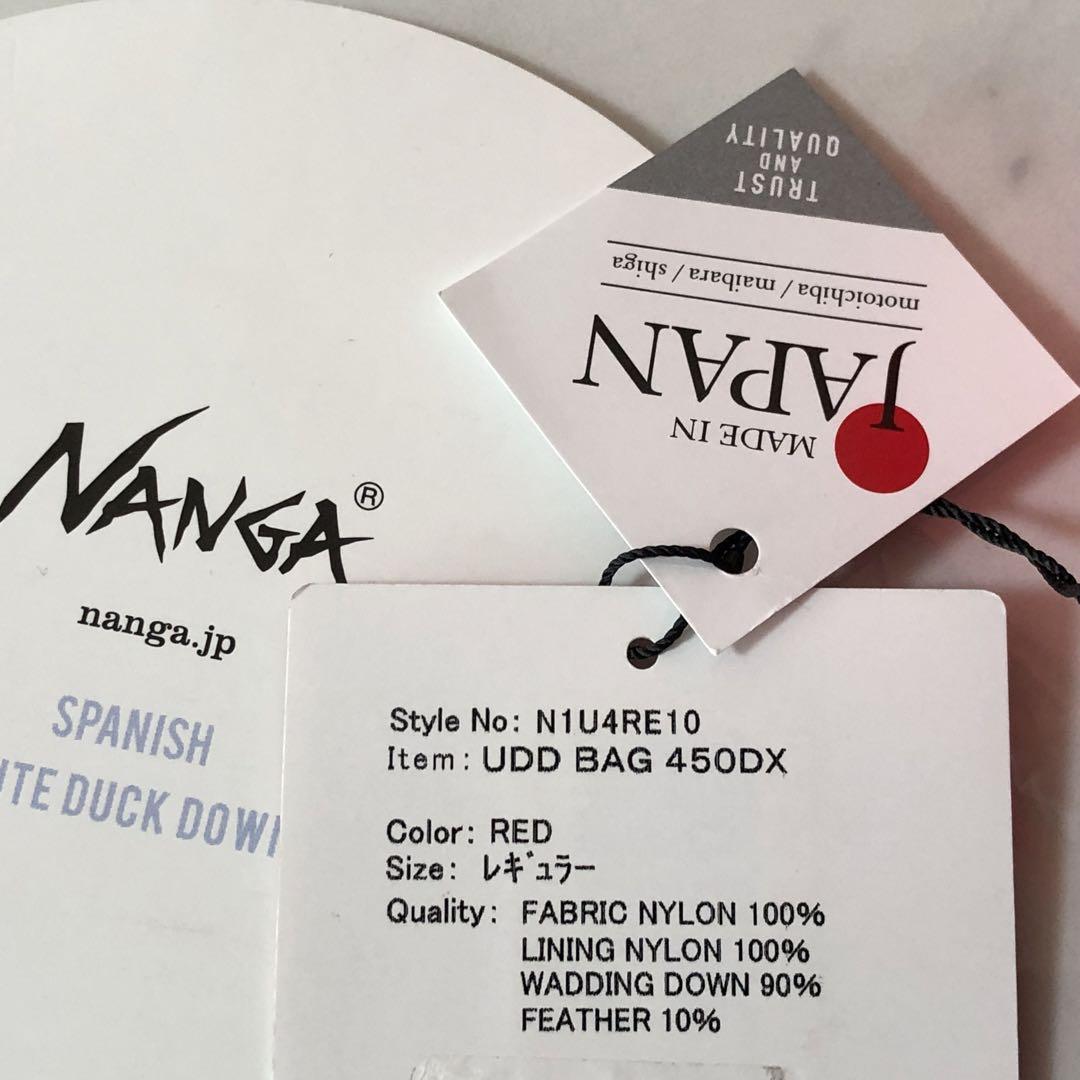 TRUST
AND
QUALITY
motoichiba / maibara / shiga
MADE IN
JAPAN
NANGA®
nanga.jp
SPANISH
DUCK DOWN
Style No: N1U4RE10
Item: UDD BAG 450DX
Color: RED
Size: レギュラー
Quality: FABRIC NYLON 100%
LINING NYLON 100%
WADDING DOWN 90%
FEATHER 10%